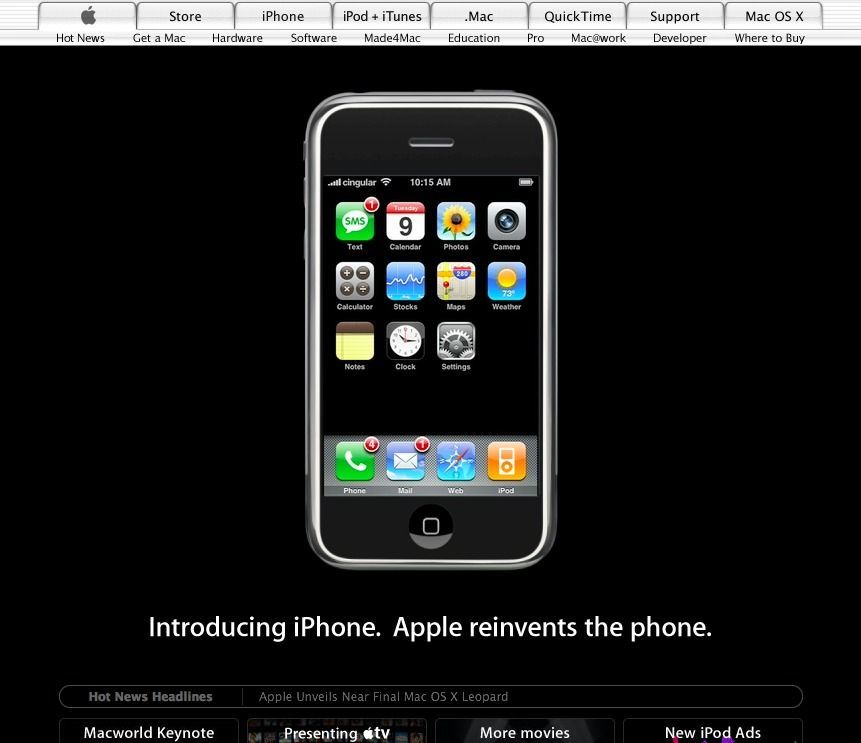 Store iPhone iPod + iTunes .Mac QuickTime Support Mac OS X
Hot News Get a Mac Hardware Software Made4Mac Education Pro Mac@work Developer Where to Buy
cingular 10:15 AM
1
SMS Tuesday 9
Text Calendar Photos Camera
280 73°
Calculator Stocks Maps Weather
Notes Clock Settings
4 1
Phone Mail Web iPod
Introducing iPhone. Apple reinvents the phone.
Hot News Headlines Apple Unveils Near Final Mac OS X Leopard
Macworld Keynote Presenting tv More movies New iPod Ads